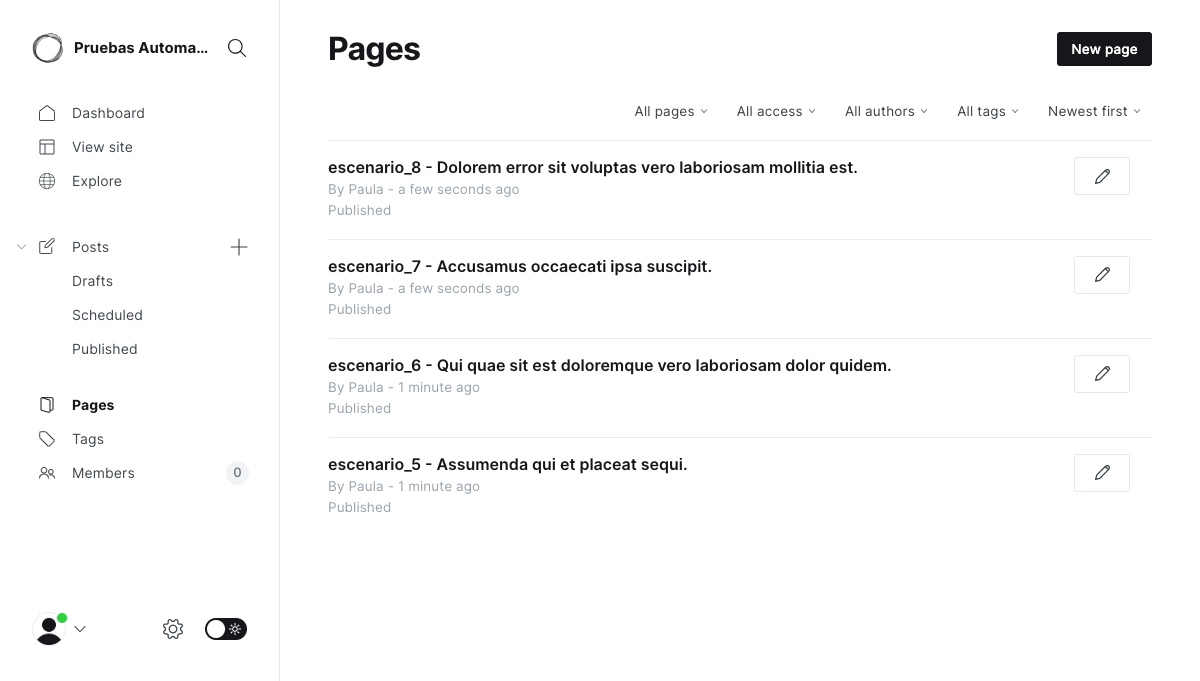 Pruebas Automa...
Dashboard
View site
Explore
Posts
Drafts
Scheduled
Published
Pages
Tags
Members 0
Pages
New page
All pages All access All authors All tags Newest first
escenario_8 - Dolorem error sit voluptas vero laboriosam mollitia est.
By Paula - a few seconds ago
Published
escenario_7 - Accusamus occaecati ipsa suscipit.
By Paula - a few seconds ago
Published
escenario_6 - Qui quae sit est doloremque vero laboriosam dolor quidem.
By Paula - 1 minute ago
Published
escenario_5 - Assumenda qui et placeat sequi.
By Paula - 1 minute ago
Published